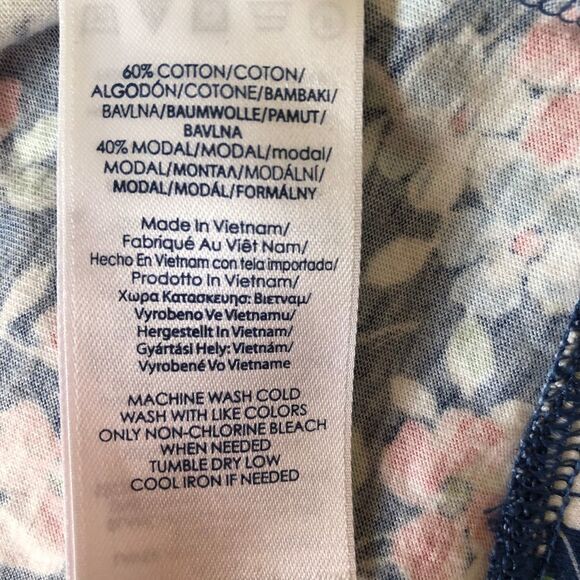 60% COTTON/COTON/
ALGODÓN/COTONE/BAMBAKI/
BAVLNA/BAUMWOLLE/PAMUT/
BAVLNA
40% MODAL/MODAL/modal/
MODAL/ΜΟΝΤΑΛ/MODÁLNÍ/
MODAL/MODÁL/FORMÁLNY
Made In Vietnam/
Fabriqué Au Viêt Nam/
Hecho En Vietnam con tela importada/
Prodotto In Vietnam/
Χωρα Κατασκευησ: Βιετναμ/
Vyrobeno Ve Vietnamu/
Hergestellt In Vietnam/
Gyártási Hely: Vietnám/
Vyrobené Vo Vietname
MACHINE WASH COLD
WASH WITH LIKE COLORS
ONLY NON-CHLORINE BLEACH
WHEN NEEDED
TUMBLE DRY LOW
COOL IRON IF NEEDED